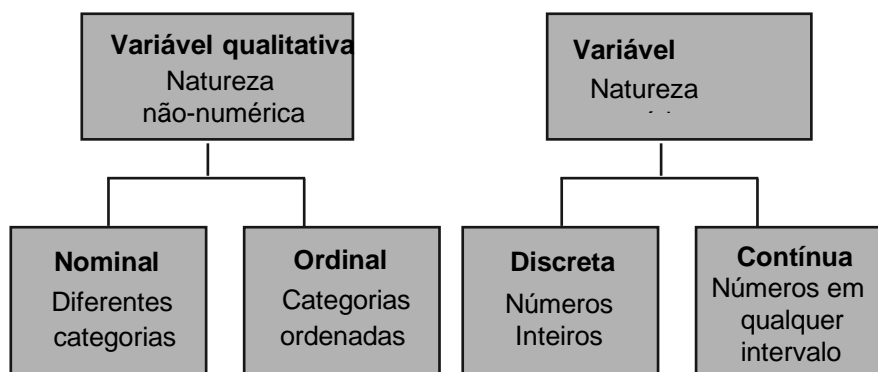 Variável qualitativa
Natureza
não-numérica
Variável
Natureza
Nominal
Diferentes
categorias
Ordinal
Categorias
ordenadas
Discreta
Números
Inteiros
Contínua
Números em
qualquer
intervalo